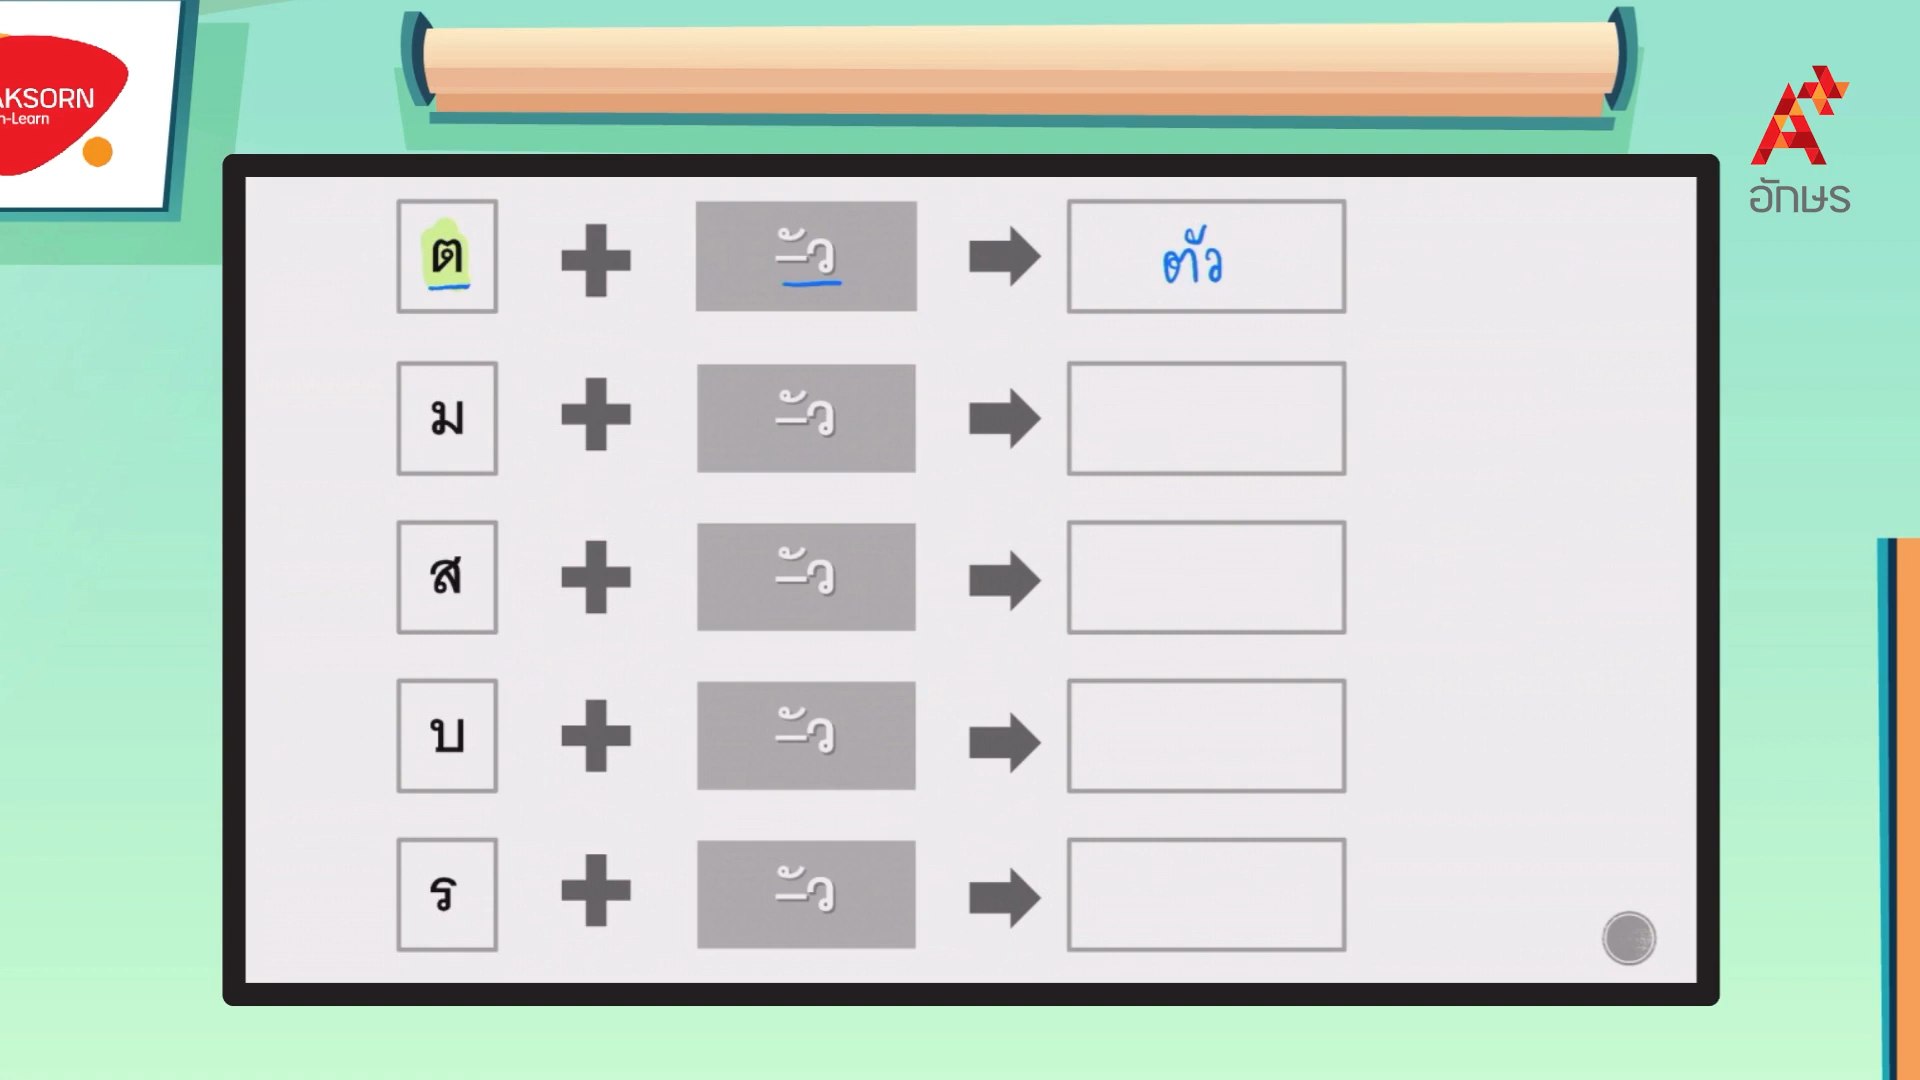 AKSORN
n-Learn
อักษร
ต + -ัว → ตัว
ม + -ัว →
ส + -ัว →
บ + -ัว →
ร + -ัว →